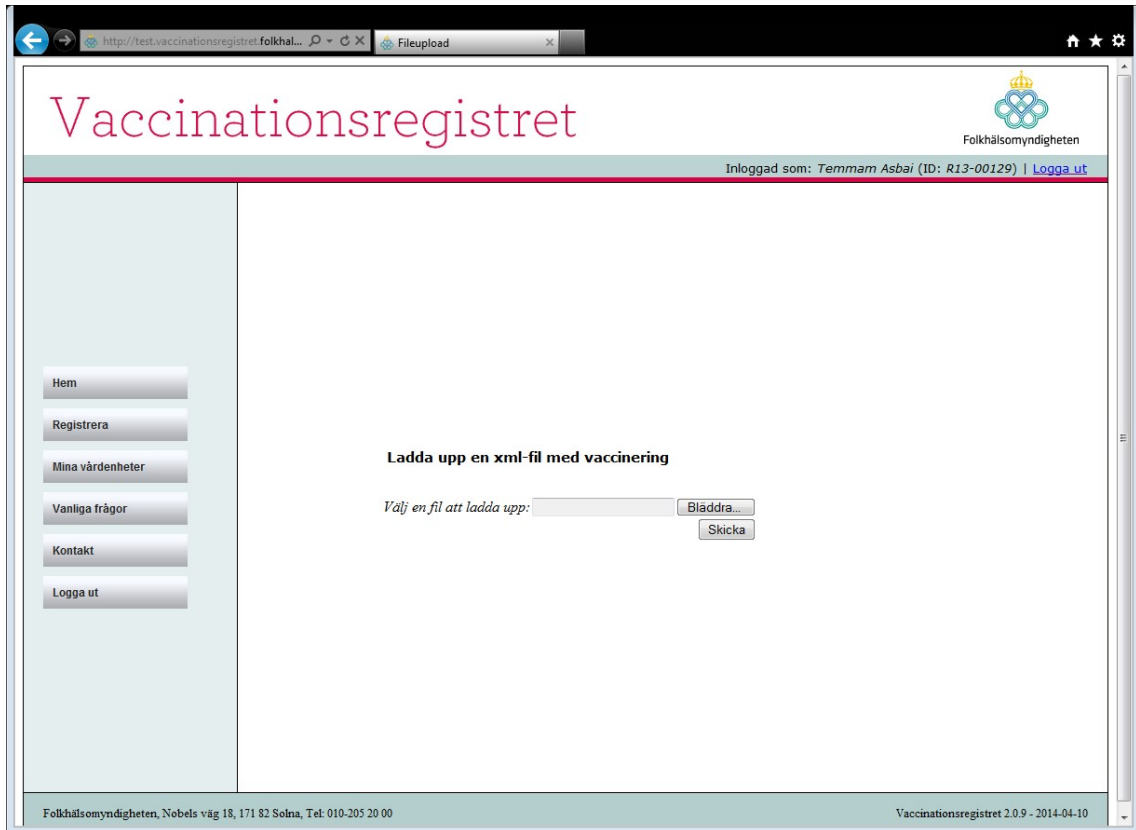 http://test.vaccinationsregistret.folkhal...
Fileupload
Vaccinationsregistret
Folkhälsomyndigheten
Inloggad som: Temmam Asbai (ID: R13-00129) | Logga ut
Hem
Registrera
Mina vårdenheter
Vanliga frågor
Kontakt
Logga ut
Ladda upp en xml-fil med vaccinering
Välj en fil att ladda upp: Bläddra...
Skicka
Folkhälsomyndigheten, Nobels väg 18, 171 82 Solna, Tel: 010-205 20 00
Vaccinationsregistret 2.0.9 - 2014-04-10